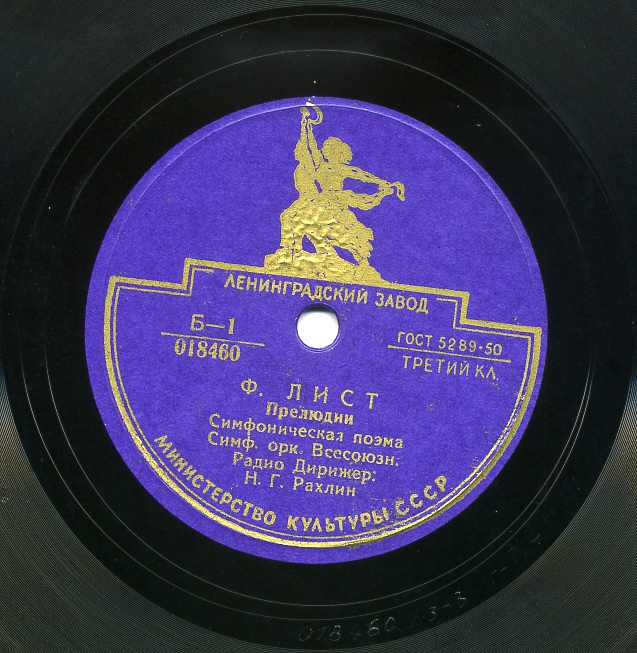 ЛЕНИНГРАДСКИЙ ЗАВОД
Б—1
018460
ГОСТ 5289-50
ТРЕТИЙ КЛ.
Ф. ЛИСТ
Прелюдии
Симфоническая поэма
Симф. орк. Всесоюзн.
Радио Дирижер:
Н. Г. Рахлин
МИНИСТЕРСТВО КУЛЬТУРЫ СССР
018460